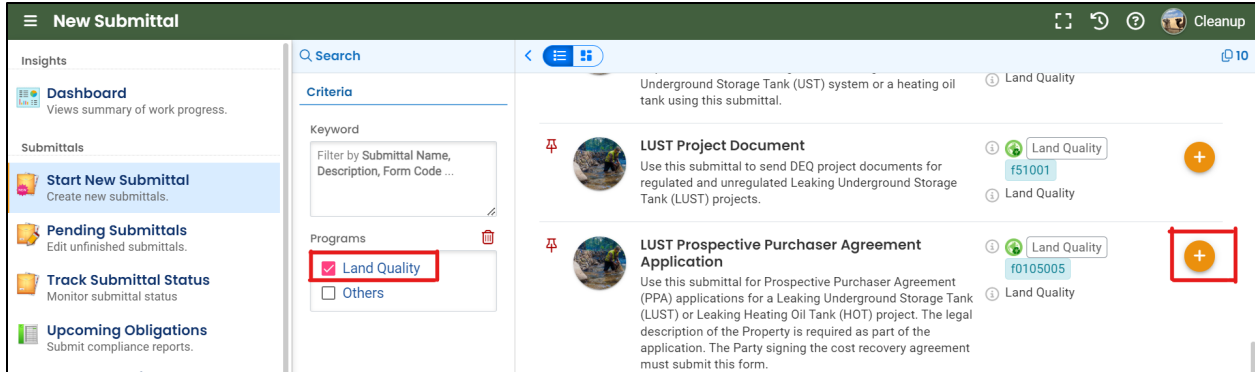 New Submittal
Cleanup
Insights
Dashboard
Views summary of work progress.
Submittals
Start New Submittal
Create new submittals.
Pending Submittals
Edit unfinished submittals.
Track Submittal Status
Monitor submittal status
Upcoming Obligations
Submit compliance reports.
Search
Criteria
Keyword
Filter by Submittal Name,
Description, Form Code ...
Programs
Land Quality
Others
10
Underground Storage Tank (UST) system or a heating oil
tank using this submittal.
Land Quality
LUST Project Document
Use this submittal to send DEQ project documents for
regulated and unregulated Leaking Underground Storage
Tank (LUST) projects.
Land Quality
f51001
Land Quality
LUST Prospective Purchaser Agreement
Application
Use this submittal for Prospective Purchaser Agreement
(PPA) applications for a Leaking Underground Storage Tank
(LUST) or Leaking Heating Oil Tank (HOT) project. The legal
description of the Property is required as part of the
application. The Party signing the cost recovery agreement
must submit this form.
Land Quality
f0105005
Land Quality